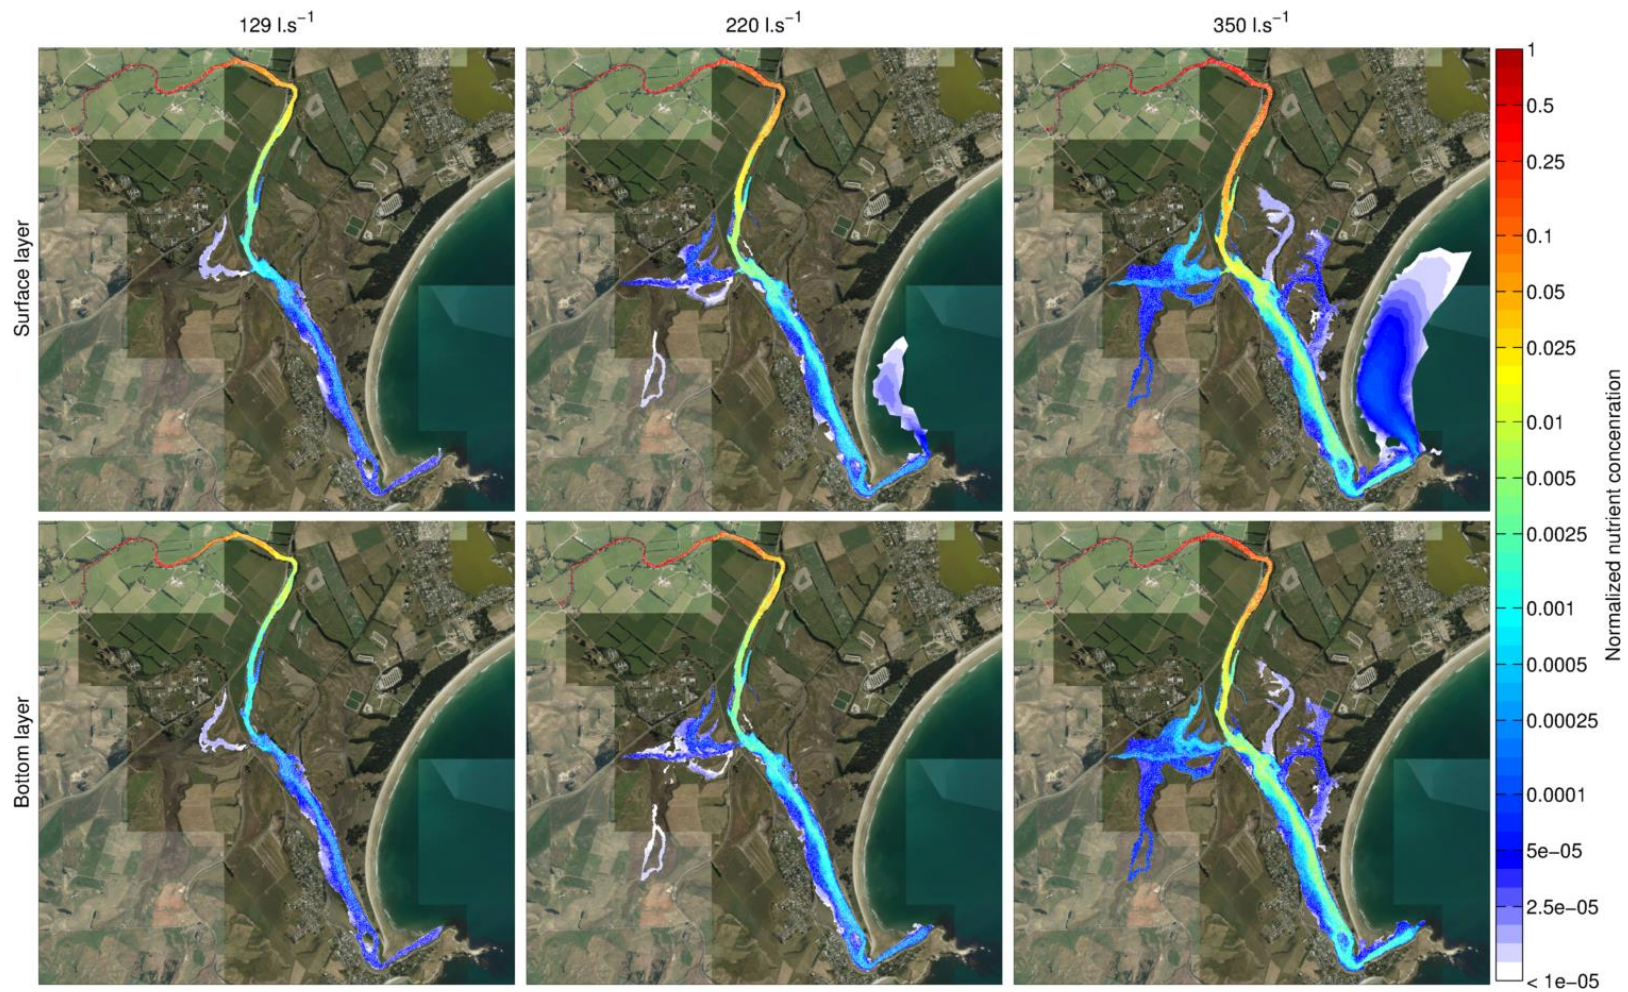 129 l.s⁻¹
220 l.s⁻¹
350 l.s⁻¹
Surface layer
Bottom layer
1
0.5
0.25
0.1
0.05
0.025
0.01
0.005
0.0025
0.001
0.0005
0.00025
0.0001
5e−05
2.5e−05
< 1e−05
Normalized nutrient concenration